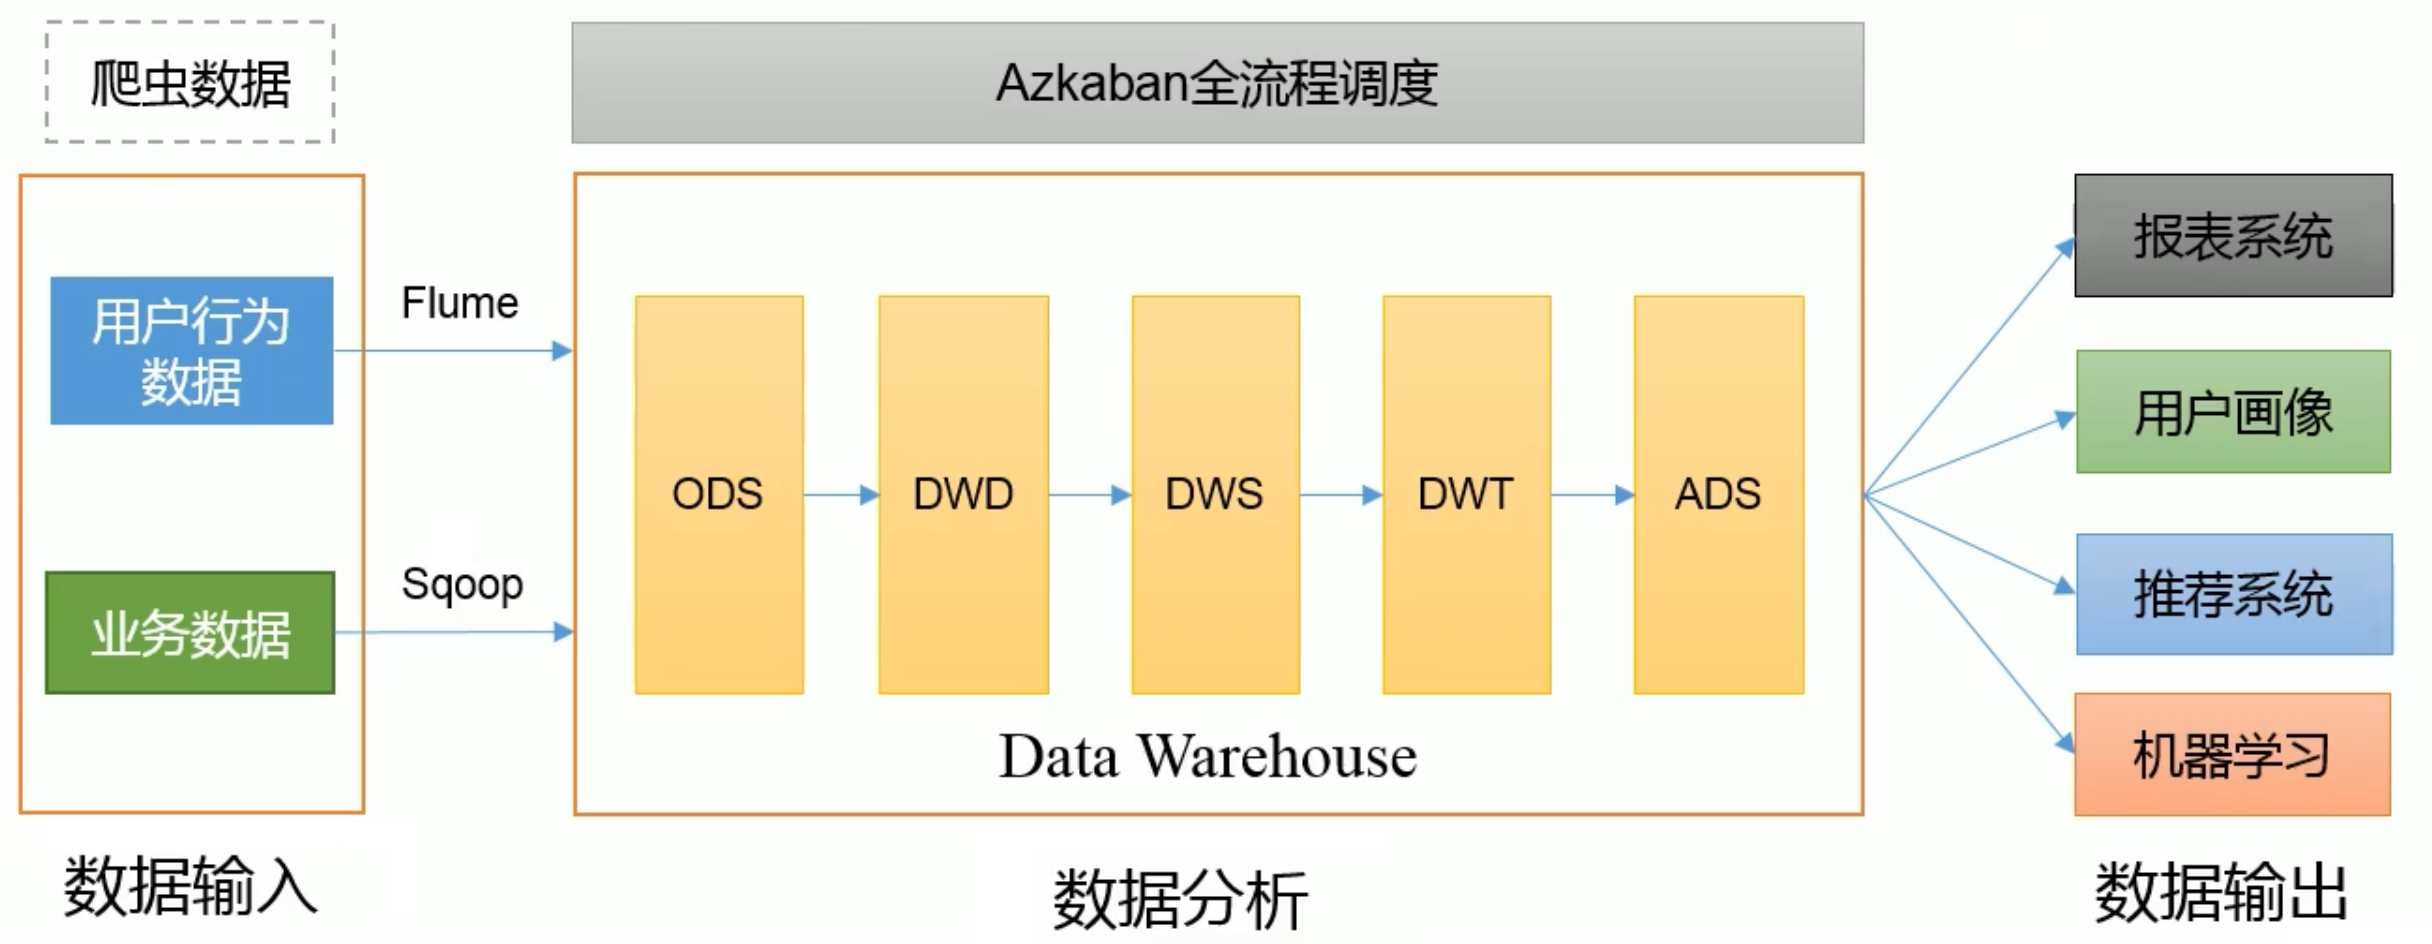 爬虫数据
Azkaban全流程调度
用户行为
数据
Flume
业务数据
Sqoop
ODS
DWD
DWS
DWT
ADS
Data Warehouse
报表系统
用户画像
推荐系统
机器学习
数据输入
数据分析
数据输出